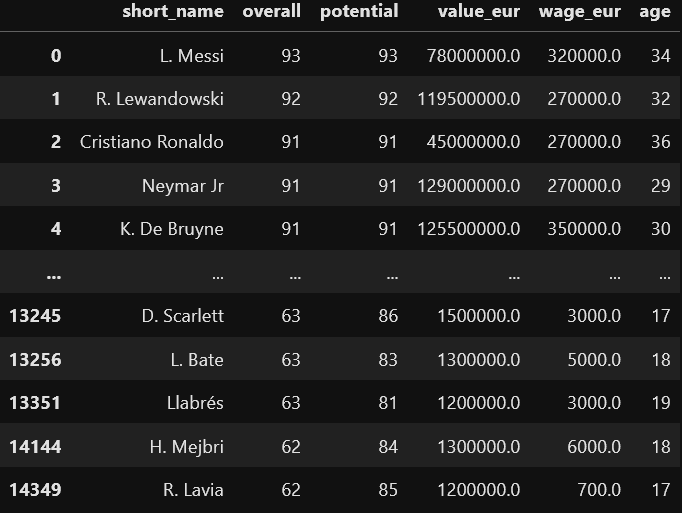 short_name overall potential value_eur wage_eur age
0 L. Messi 93 93 78000000.0 320000.0 34
1 R. Lewandowski 92 92 119500000.0 270000.0 32
2 Cristiano Ronaldo 91 91 45000000.0 270000.0 36
3 Neymar Jr 91 91 129000000.0 270000.0 29
4 K. De Bruyne 91 91 125500000.0 350000.0 30
... ... ... ... ... ... ...
13245 D. Scarlett 63 86 1500000.0 3000.0 17
13256 L. Bate 63 83 1300000.0 5000.0 18
13351 Llabrés 63 81 1200000.0 3000.0 19
14144 H. Mejbri 62 84 1300000.0 6000.0 18
14349 R. Lavia 62 85 1200000.0 700.0 17